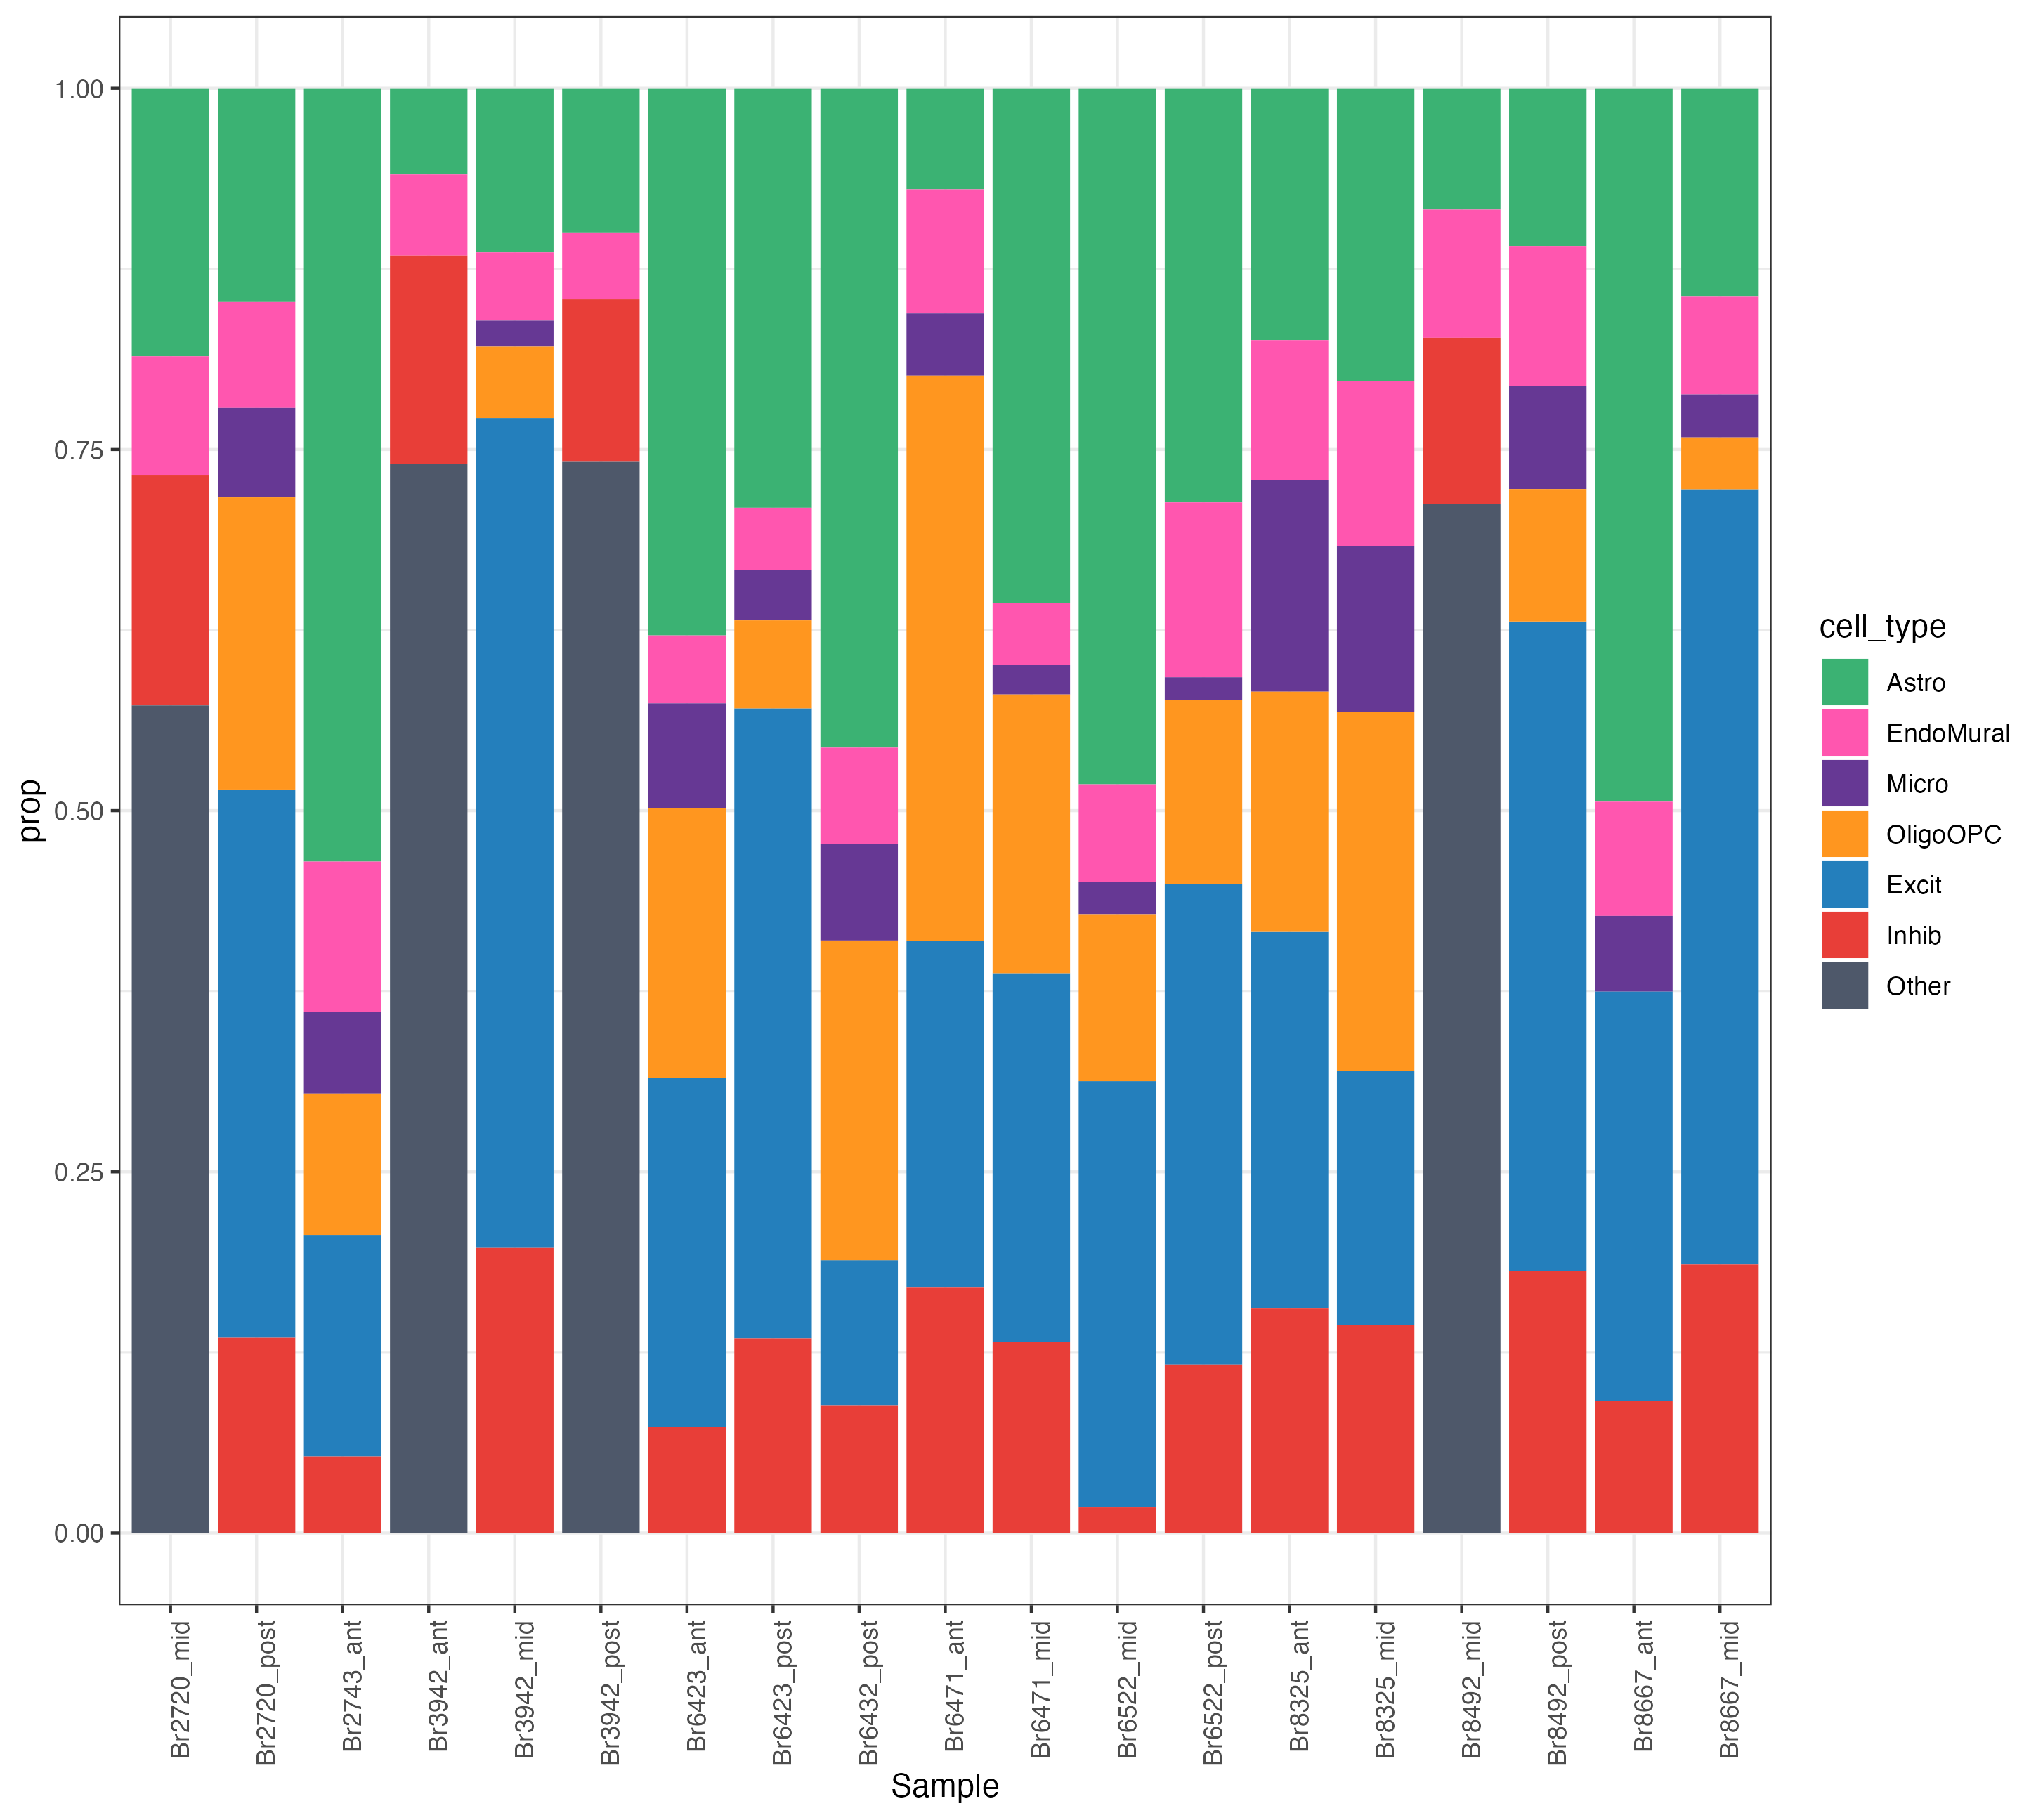 prop
1.00
0.75
0.50
0.25
0.00
Br2720_mid
Br2720_post
Br2743_ant
Br3942_ant
Br3942_mid
Br3942_post
Br6423_ant
Br6423_post
Br6432_post
Br6471_ant
Br6471_mid
Br6522_mid
Br6522_post
Br8325_ant
Br8325_mid
Br8492_mid
Br8492_post
Br8667_ant
Br8667_mid
Sample
cell_type
Astro
EndoMural
Micro
OligoOPC
Excit
Inhib
Other